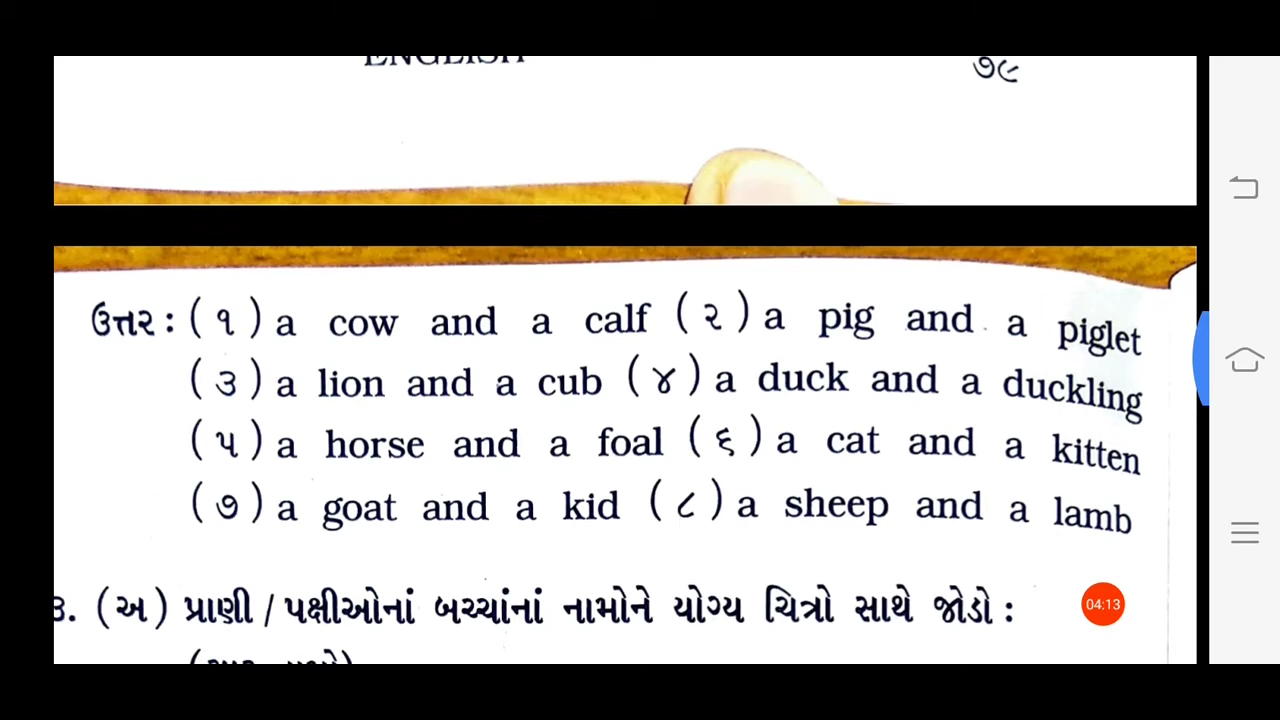 ENGLISH
૭૯
ઉત્તર : (૧) a cow and a calf (૨) a pig and a piglet
(૩) a lion and a cub (૪) a duck and a duckling
(૫) a horse and a foal (૬) a cat and a kitten
(૭) a goat and a kid (૮) a sheep and a lamb
૩. (અ) પ્રાણી / પક્ષીઓનાં બચ્ચાંનાં નામોને યોગ્ય ચિત્રો સાથે જોડો :
04:13